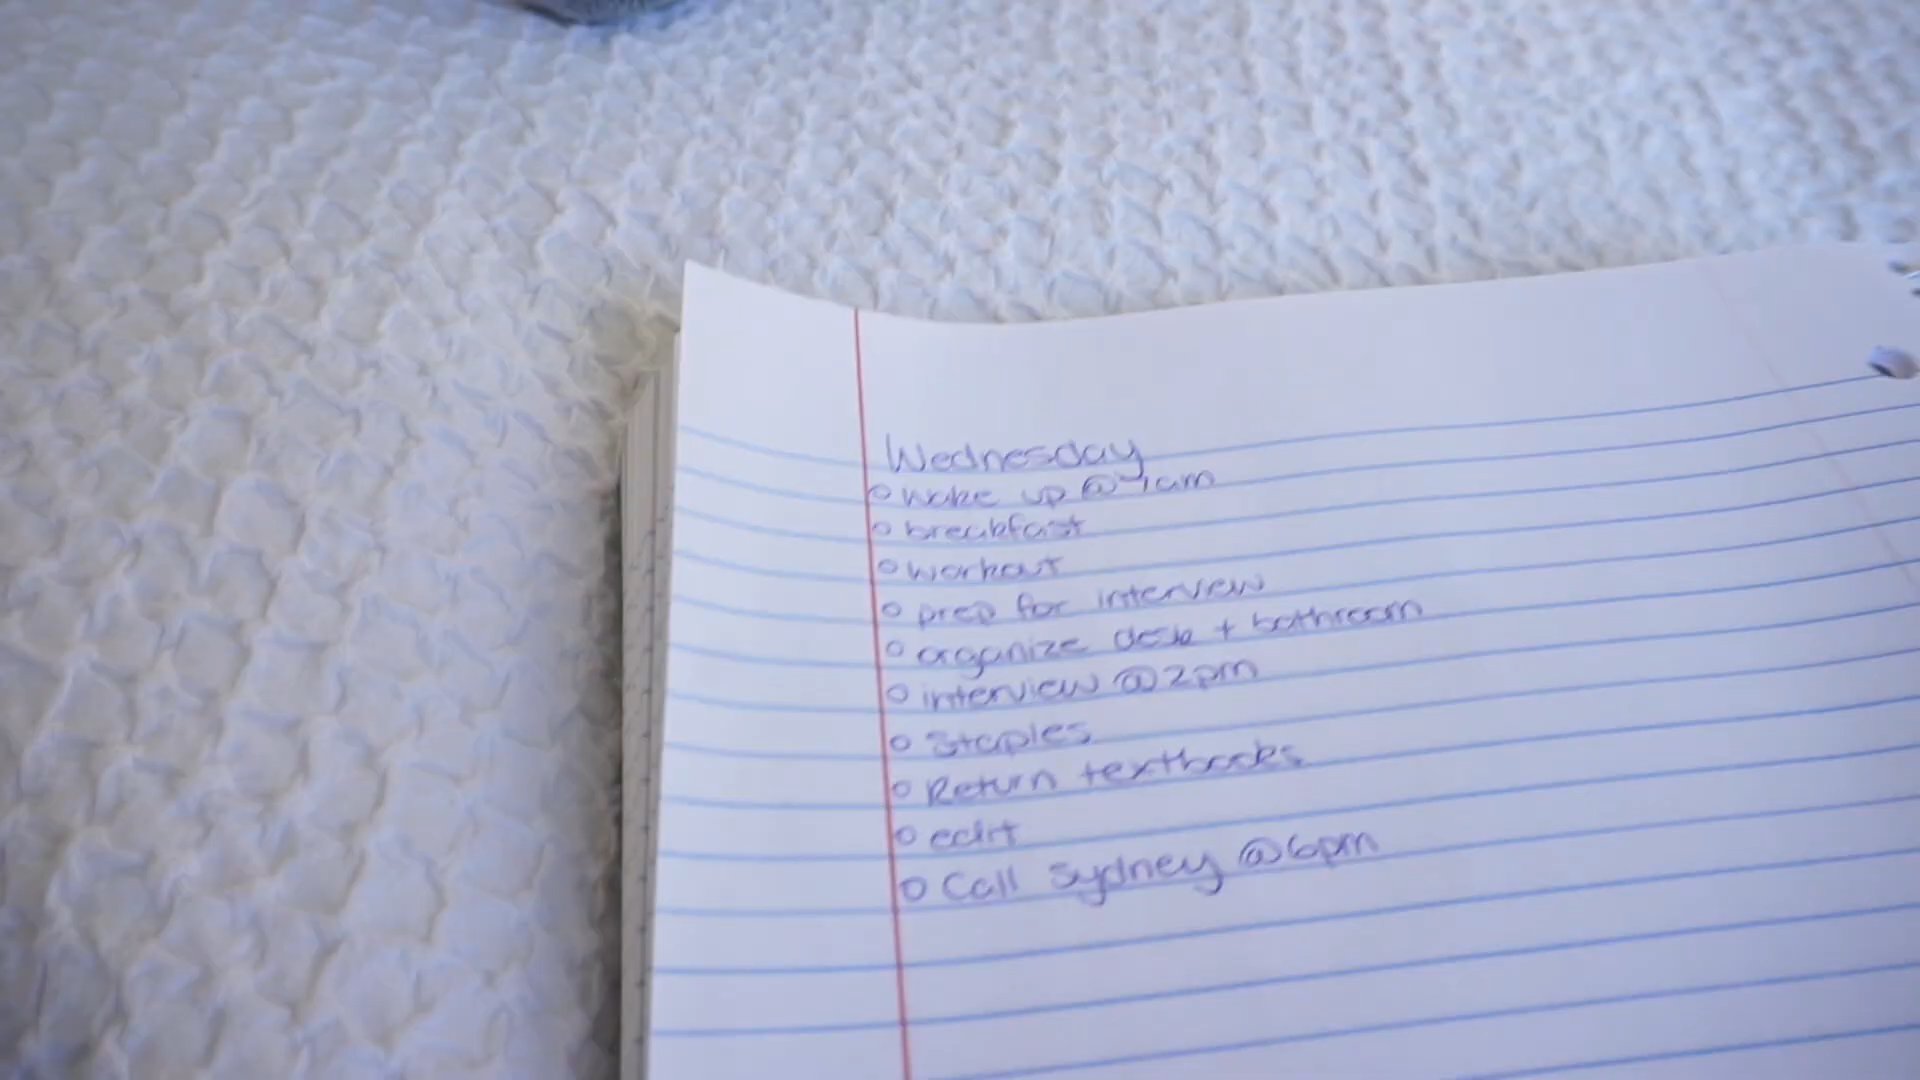 Wednesday
wake up @ 7am
breakfast
workout
prep for interview
organize desk + bathroom
interview @2pm
Staples
Return textbooks
edit
Call Sydney @6pm